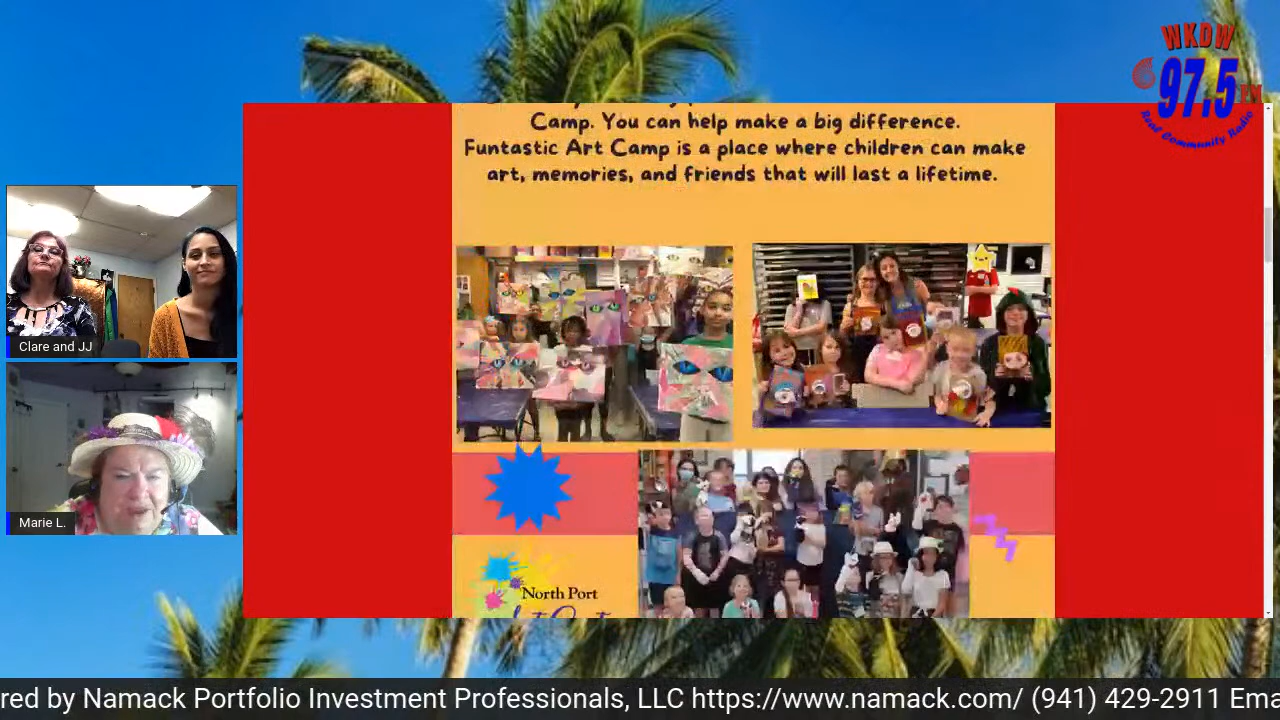 WKDW
97.5 FM
Real Community Radio
Camp. You can help make a big difference.
Funtastic Art Camp is a place where children can make
art, memories, and friends that will last a lifetime.
Clare and JJ
Marie L.
North Port
red by Namack Portfolio Investment Professionals, LLC https://www.namack.com/ (941) 429-2911 Ema